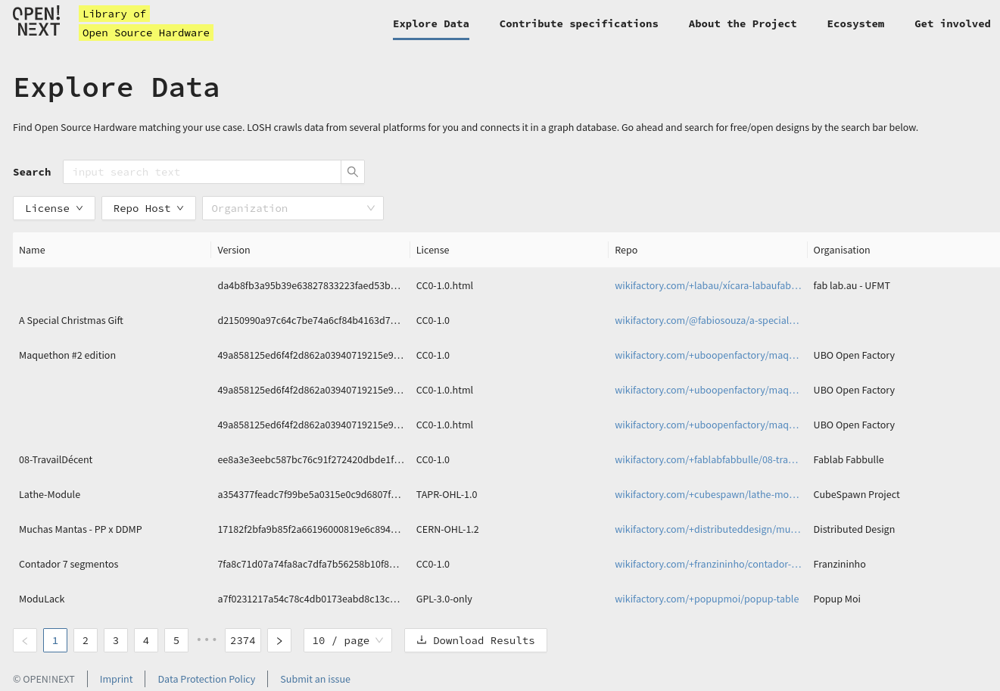 OPEN!
NEXT
Library of
Open Source Hardware
Explore Data Contribute specifications About the Project Ecosystem Get involved
Explore Data
Find Open Source Hardware matching your use case. LOSH crawls data from several platforms for you and connects it in a graph database. Go ahead and search for free/open designs by the search bar below.
Search input search text
License Repo Host Organization
Name Version License Repo Organisation
da4b8fb3a95b39e63827833223faed53b... CC0-1.0.html wikifactory.com/+labau/xícara-labaufab... fab lab.au - UFMT
A Special Christmas Gift d2150990a97c64c7be74a6cf84b4163d7... CC0-1.0 wikifactory.com/@fabiosouza/a-special...
Maquethon #2 edition 49a858125ed6f4f2d862a03940719215e9... CC0-1.0 wikifactory.com/+uboopenfactory/maq... UBO Open Factory
49a858125ed6f4f2d862a03940719215e9... CC0-1.0.html wikifactory.com/+uboopenfactory/maq... UBO Open Factory
49a858125ed6f4f2d862a03940719215e9... CC0-1.0.html wikifactory.com/+uboopenfactory/maq... UBO Open Factory
08-TravailDécent ee8a3e3eebc587bc76c91f272420dbde1f... CC0-1.0 wikifactory.com/+fablabfabbulle/08-tra... Fablab Fabbulle
Lathe-Module a354377feadc7f99be5a0315e0c9d6807f... TAPR-OHL-1.0 wikifactory.com/+cubespawn/lathe-mo... CubeSpawn Project
Muchas Mantas - PP x DDMP 17182f2bfa9b85f2a66196000819e6c894... CERN-OHL-1.2 wikifactory.com/+distributeddesign/mu... Distributed Design
Contador 7 segmentos 7fa8c71d07a74fa8ac7dfa7b56258b10f8... CC0-1.0 wikifactory.com/+franzininho/contador-... Franzininho
ModuLack a7f0231217a54c78c4db0173eabd8c13c... GPL-3.0-only wikifactory.com/+popupmoi/popup-table Popup Moi
< 1 2 3 4 5 ••• 2374 > 10 / page Download Results
© OPEN!NEXT Imprint Data Protection Policy Submit an issue